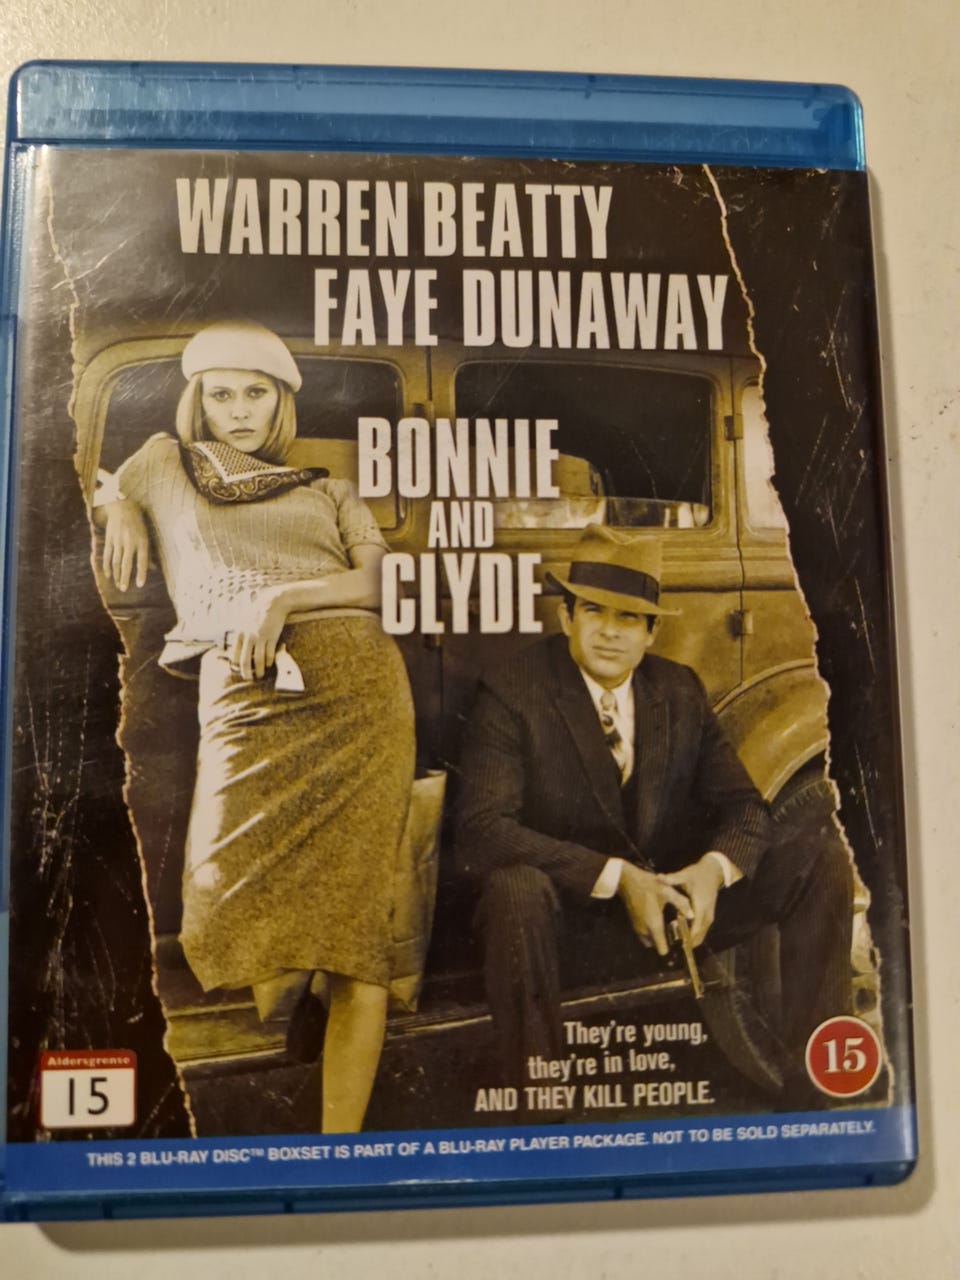 WARREN BEATTY
FAYE DUNAWAY
BONNIE
AND
CLYDE
They're young,
they're in love,
AND THEY KILL PEOPLE.
Aldersgrense
15
15
THIS 2 BLU-RAY DISC™ BOXSET IS PART OF A BLU-RAY PLAYER PACKAGE. NOT TO BE SOLD SEPARATELY.